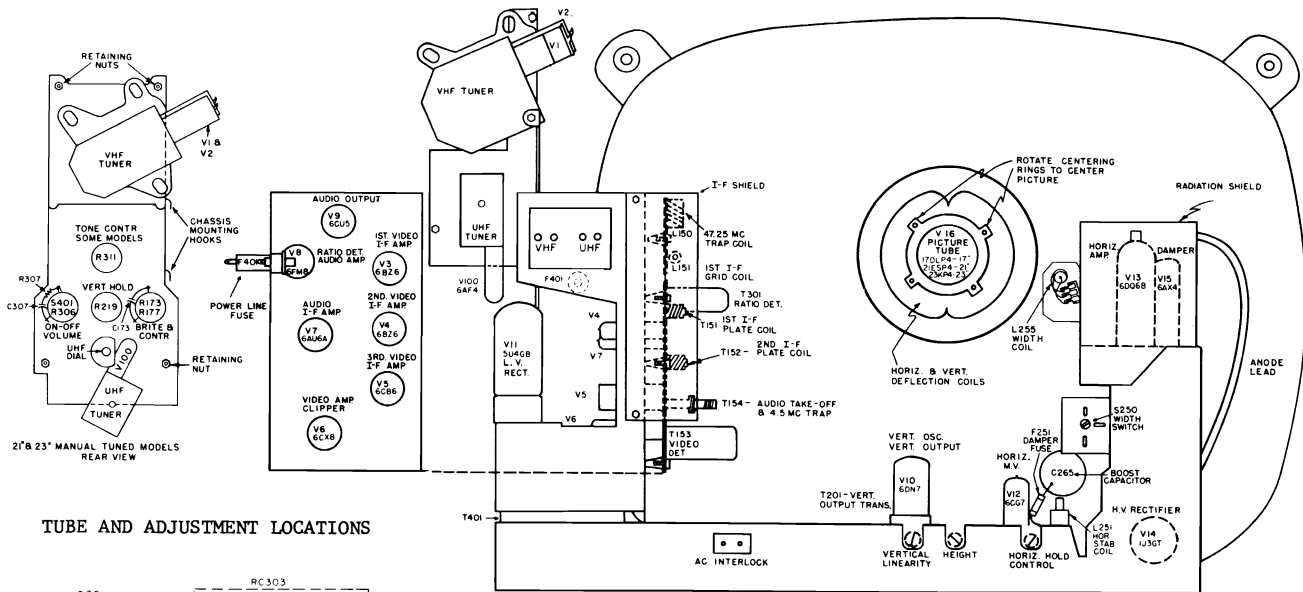 RETAINING
NUTS
VHF
TUNER
V1 &
V2
CHASSIS
MOUNTING
HOOKS
TONE CONTR
SOME MODELS
R311
R307
C307
S401
R306
ON-OFF
VOLUME
VERT HOLD
R219
C173
R173
R177
BRITE &
CONTR
UHF
DIAL
V100
UHF
TUNER
RETAINING
NUT
21" & 23" MANUAL TUNED MODELS
REAR VIEW
TUBE AND ADJUSTMENT LOCATIONS
RC303
AUDIO OUTPUT
V9
6CU5
F401
V8
6FM8
RATIO DET.
AUDIO AMP.
POWER LINE
FUSE
1ST. VIDEO
I-F AMP.
V3
6BZ6
2ND. VIDEO
I-F AMP.
V4
6BZ6
AUDIO
I-F AMP.
V7
6AU6A
3RD. VIDEO
I-F AMP.
V5
6CB6
VIDEO AMP.
CLIPPER
V6
6CX8
V2.
V1
VHF TUNER
UHF
TUNER
V100
6AF4
VHF
UHF
F401
V11
5U4GB
L.V.
RECT.
V4
V7
V5
V6
T401
I-F SHIELD
L150
47.25 MC
TRAP COIL
L151
1ST I-F
GRID COIL
T301
RATIO DET.
T151
1ST I-F
PLATE COIL
2ND I-F
T152- PLATE COIL
T154- AUDIO TAKE-OFF
& 4.5 MC TRAP
T153
VIDEO
DET
AC INTERLOCK
ROTATE CENTERING
RINGS TO CENTER
PICTURE
V 16
PICTURE
TUBE
17DLP4-17"
21ESP4-21"
23KP4-23"
HORIZ. & VERT.
DEFLECTION COILS
RADIATION SHIELD
HORIZ.
AMP.
DAMPER
V13
6DQ6B
V15
6AX4
L255
WIDTH
COIL
ANODE
LEAD
S250
WIDTH
SWITCH
F251
DAMPER
FUSE
C265
BOOST
CAPACITOR
VERT. OSC.
VERT. OUTPUT
V10
6DN7
T201-VERT.
OUTPUT TRANS.
HORIZ.
M.V.
V12
6CG7
L251
HOR
STAB
COIL
H.V. RECTIFIER
V14
1J3GT
VERTICAL
LINEARITY
HEIGHT
HORIZ. HOLD
CONTROL